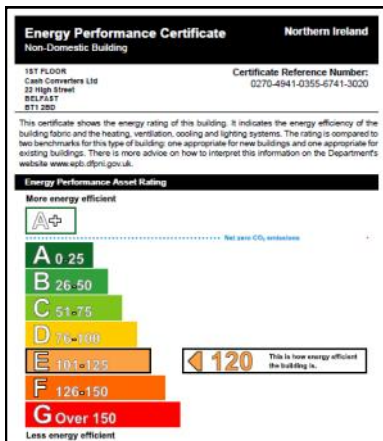 Energy Performance Certificate
Northern Ireland
Non-Domestic Building
1ST FLOOR
Cash Converters Ltd
22 High Street
BELFAST
BT1 2BD
Certificate Reference Number:
0270-4941-0355-6741-3020
This certificate shows the energy rating of this building. It indicates the energy efficiency of the
building fabric and the heating, ventilation, cooling and lighting systems. The rating is compared to
two benchmarks for this type of building: one appropriate for new buildings and one appropriate for
existing buildings. There is more advice on how to interpret this information on the Department's
website www.epb.dfpni.gov.uk.
Energy Performance Asset Rating
More energy efficient
A+
Net zero CO₂ emissions
A 0-25
B 26-50
C 51-75
D 76-100
E 101-125
120
This is how energy efficient
the building is.
F 126-150
G Over 150
Less energy efficient